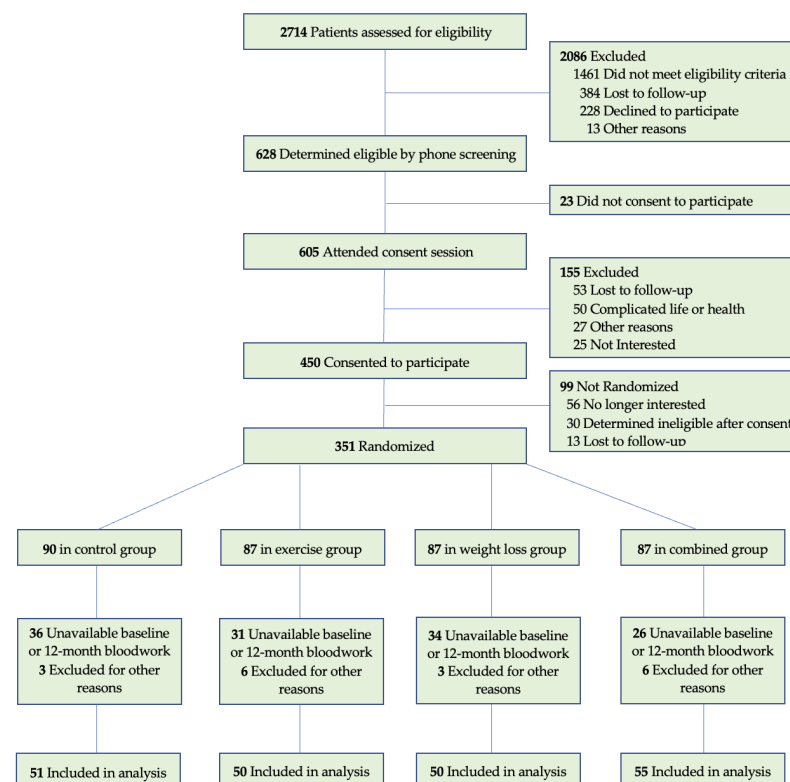 2714 Patients assessed for eligibility
2086 Excluded
1461 Did not meet eligibility criteria
384 Lost to follow-up
228 Declined to participate
13 Other reasons
628 Determined eligible by phone screening
23 Did not consent to participate
605 Attended consent session
155 Excluded
53 Lost to follow-up
50 Complicated life or health
27 Other reasons
25 Not Interested
450 Consented to participate
99 Not Randomized
56 No longer interested
30 Determined ineligible after consent
13 Lost to follow-up
351 Randomized
90 in control group
87 in exercise group
87 in weight loss group
87 in combined group
36 Unavailable baseline
or 12-month bloodwork
3 Excluded for other
reasons
31 Unavailable baseline
or 12-month bloodwork
6 Excluded for other
reasons
34 Unavailable baseline
or 12-month bloodwork
3 Excluded for other
reasons
26 Unavailable baseline
or 12-month bloodwork
6 Excluded for other
reasons
51 Included in analysis
50 Included in analysis
50 Included in analysis
55 Included in analysis